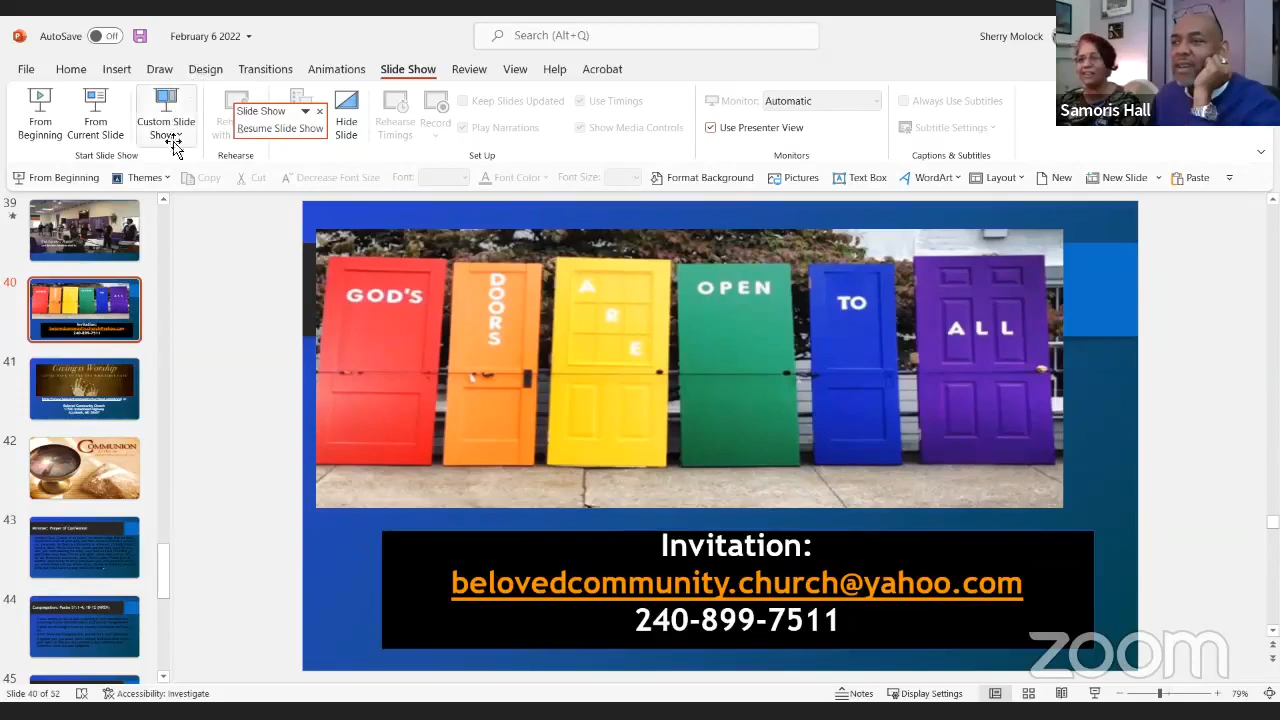 AutoSave Off February 6 2022 Search (Alt+Q) Sherry Molock
File Home Insert Draw Design Transitions Animations Slide Show Review View Help Acrobat
From Beginning
From Current Slide
Custom Slide Show
Slide Show
Resume Slide Show
Hide Slide
Rehearse Timings
Record
Keep Slides Updated
Play Narrations
Use Timings
Show Media Controls
Monitor: Automatic
Use Presenter View
Always Use Subtitles
Subtitle Settings
Start Slide Show Rehearse Set Up Monitors Captions & Subtitles
From Beginning Themes Copy Cut Decrease Font Size Font: Font Color Font Size: Format Background Pictures Text Box WordArt Layout New New Slide Paste
Samoris Hall
39
40
41
42
43
44
45
GOD'S
DOORS
ARE
OPEN
TO
ALL
Invitation:
belovedcommunity.church@yahoo.com
240-899-7511
Giving as Worship
COMMUNION
zoom
Slide 40 of 52 Accessibility: Investigate Notes Display Settings 79%